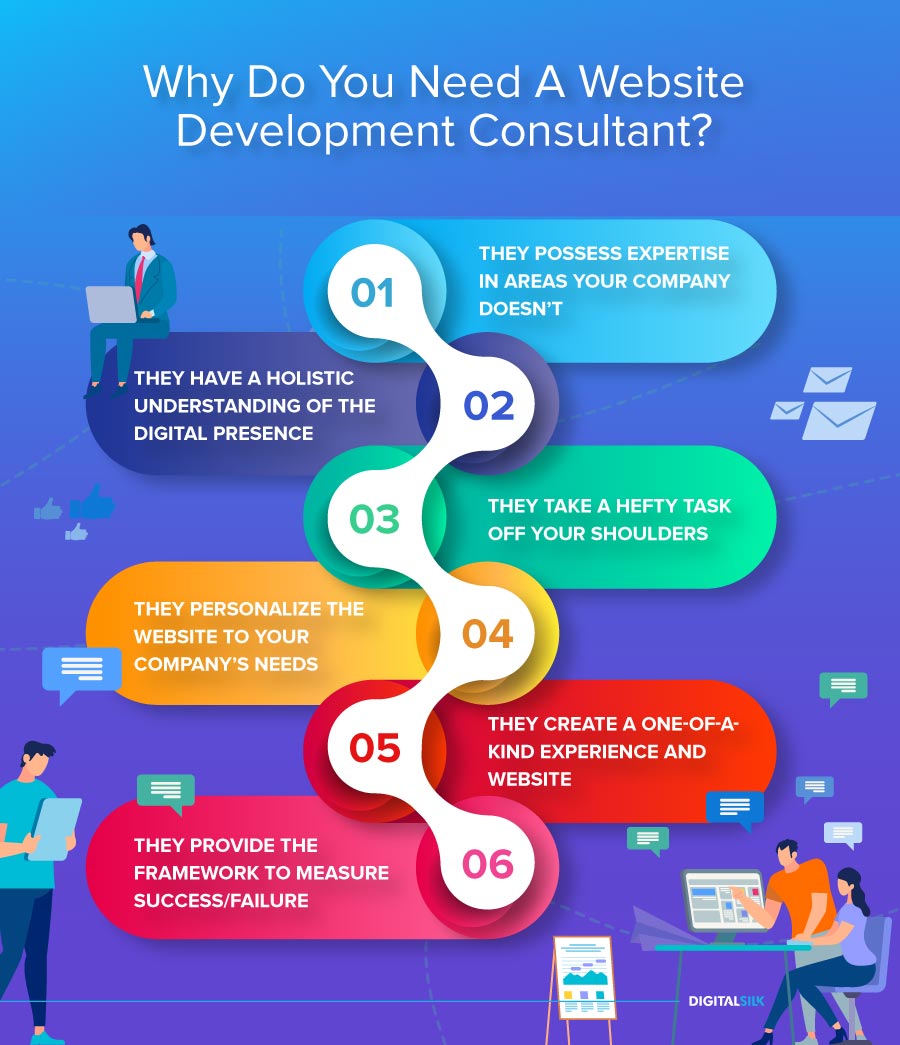 Why Do You Need A Website
Development Consultant?
01
THEY POSSESS EXPERTISE
IN AREAS YOUR COMPANY
DOESN’T
THEY HAVE A HOLISTIC
UNDERSTANDING OF THE
DIGITAL PRESENCE
02
03
THEY TAKE A HEFTY TASK
OFF YOUR SHOULDERS
THEY PERSONALIZE THE
WEBSITE TO YOUR
COMPANY’S NEEDS
04
05
THEY CREATE A ONE-OF-A-
KIND EXPERIENCE AND
WEBSITE
THEY PROVIDE THE
FRAMEWORK TO MEASURE
SUCCESS/FAILURE
06
DIGITALSILK